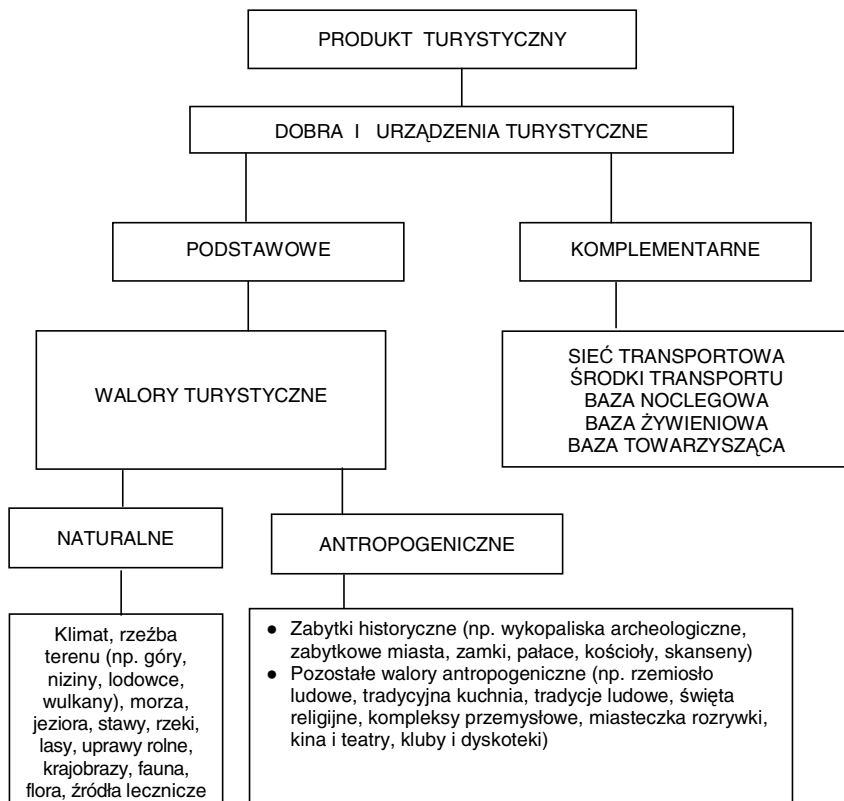 PRODUKT TURYSTYCZNY
DOBRA I URZĄDZENIA TURYSTYCZNE
PODSTAWOWE
KOMPLEMENTARNE
WALORY TURYSTYCZNE
SIEĆ TRANSPORTOWA
ŚRODKI TRANSPORTU
BAZA NOCLEGOWA
BAZA ŻYWIENIOWA
BAZA TOWARZYSZĄCA
NATURALNE
ANTROPOGENICZNE
Klimat, rzeźba
terenu (np. góry,
niziny, lodowce,
wulkany), morza,
jeziora, stawy, rzeki,
lasy, uprawy rolne,
krajobrazy, fauna,
flora, źródła lecznicze
● Zabytki historyczne (np. wykopaliska archeologiczne,
zabytkowe miasta, zamki, pałace, kościoły, skanseny)
● Pozostałe walory antropogeniczne (np. rzemiosło
ludowe, tradycyjna kuchnia, tradycje ludowe, święta
religijne, kompleksy przemysłowe, miasteczka rozrywki,
kina i teatry, kluby i dyskoteki)